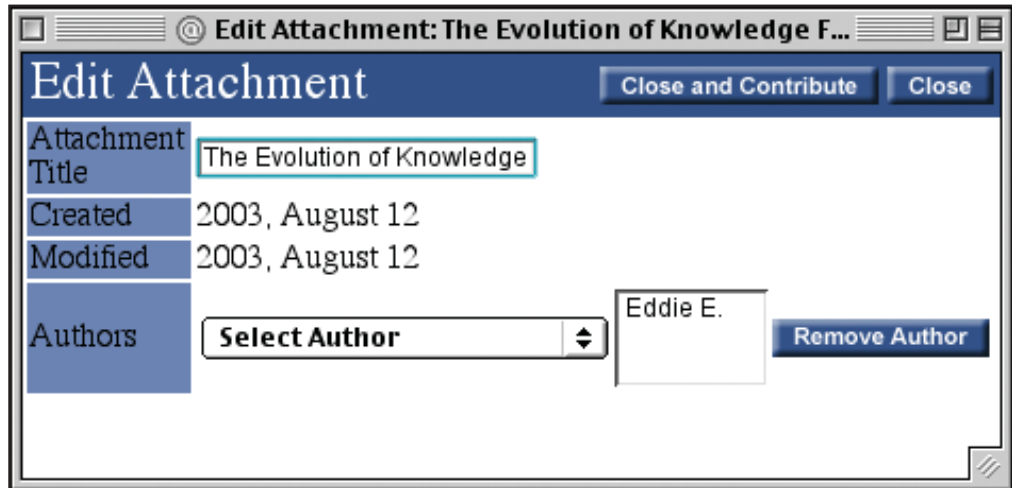 Edit Attachment: The Evolution of Knowledge F...
Edit Attachment
Close and Contribute
Close
Attachment
Title
The Evolution of Knowledge
Created
2003, August 12
Modified
2003, August 12
Authors
Select Author
Eddie E.
Remove Author